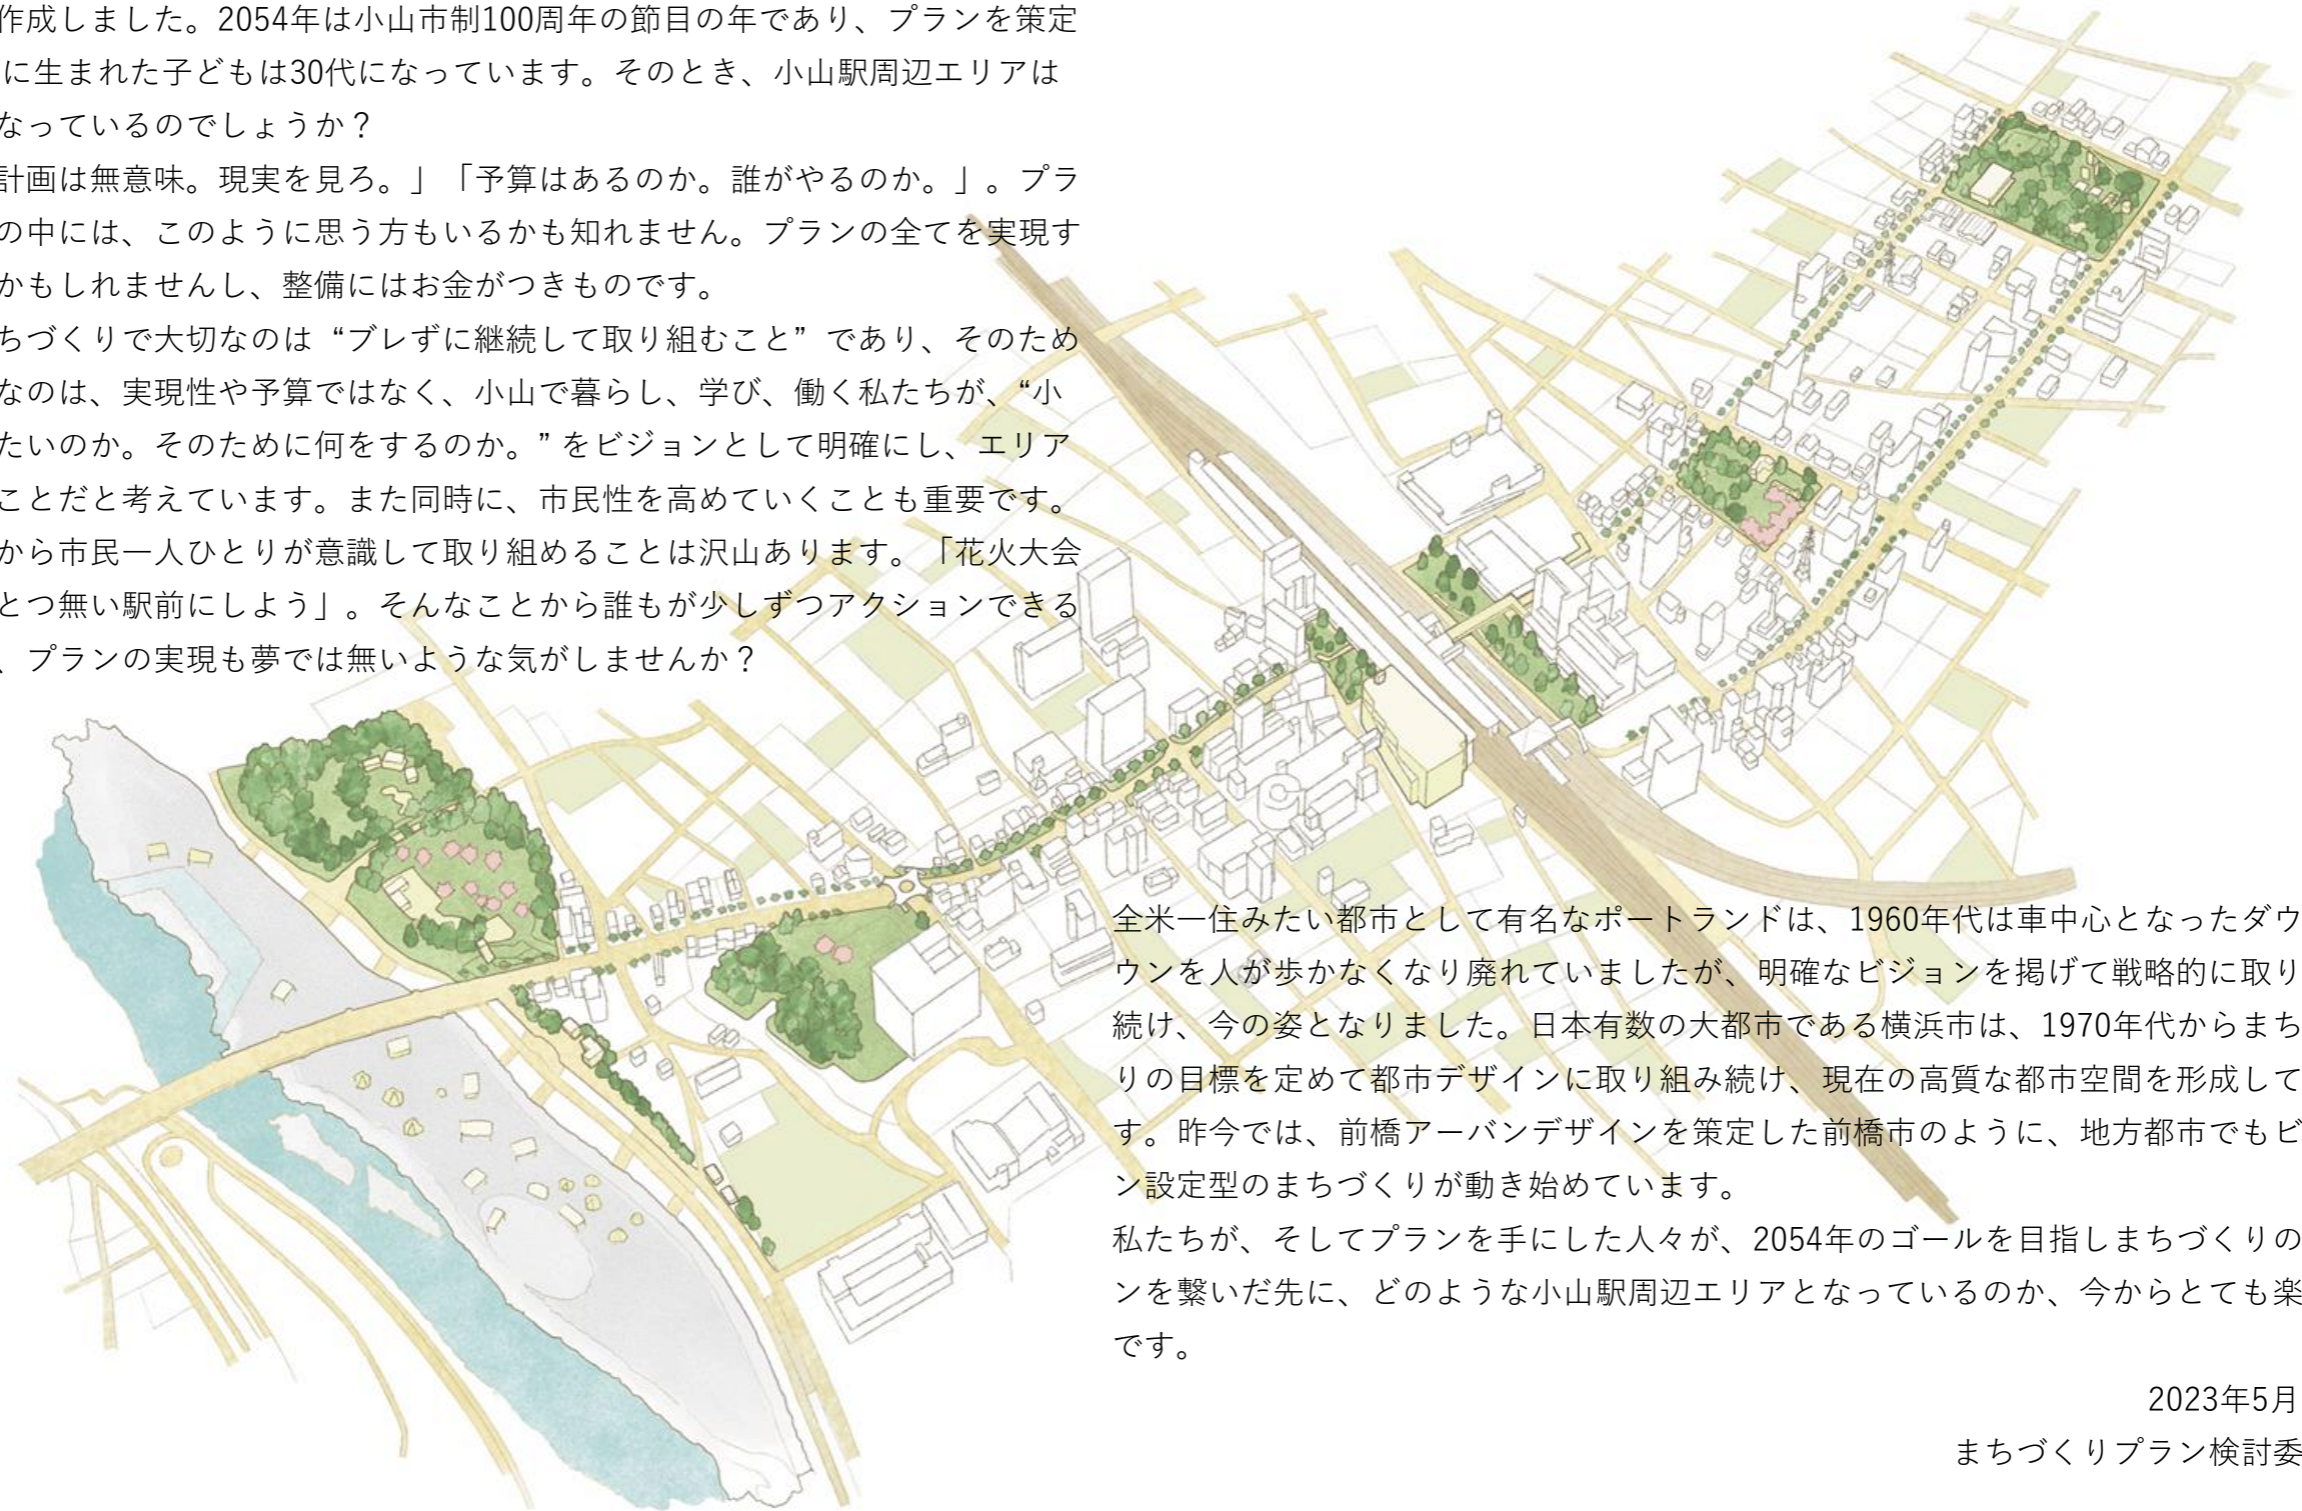 作成しました。2054年は小山市制100周年の節目の年であり、プランを策定
に生まれた子どもは30代になっています。そのとき、小山駅周辺エリアは
なっているのでしょうか？
計画は無意味。現実を見ろ。」「予算はあるのか。誰がやるのか。」。プラ
の中には、このように思う方もいるかも知れません。プランの全てを実現す
かもしれませんし、整備にはお金がつきものです。
ちづくりで大切なのは“ブレずに継続して取り組むこと”であり、そのため
なのは、実現性や予算ではなく、小山で暮らし、学び、働く私たちが、“小
たいのか。そのために何をするのか。”をビジョンとして明確にし、エリア
ことだと考えています。また同時に、市民性を高めていくことも重要です。
から市民一人ひとりが意識して取り組めることは沢山あります。「花火大会
とつ無い駅前にしよう」。そんなことから誰もが少しずつアクションできる
、プランの実現も夢では無いような気がしませんか？
全米一住みたい都市として有名なポートランドは、1960年代は車中心となったダウ
ウンを人が歩かなくなり廃れていましたが、明確なビジョンを掲げて戦略的に取り
続け、今の姿となりました。日本有数の大都市である横浜市は、1970年代からまち
りの目標を定めて都市デザインに取り組み続け、現在の高質な都市空間を形成して
す。昨今では、前橋アーバンデザインを策定した前橋市のように、地方都市でもビ
ン設定型のまちづくりが動き始めています。
私たちが、そしてプランを手にした人々が、2054年のゴールを目指しまちづくりの
ンを繋いだ先に、どのような小山駅周辺エリアとなっているのか、今からとても楽
です。
2023年5月
まちづくりプラン検討委